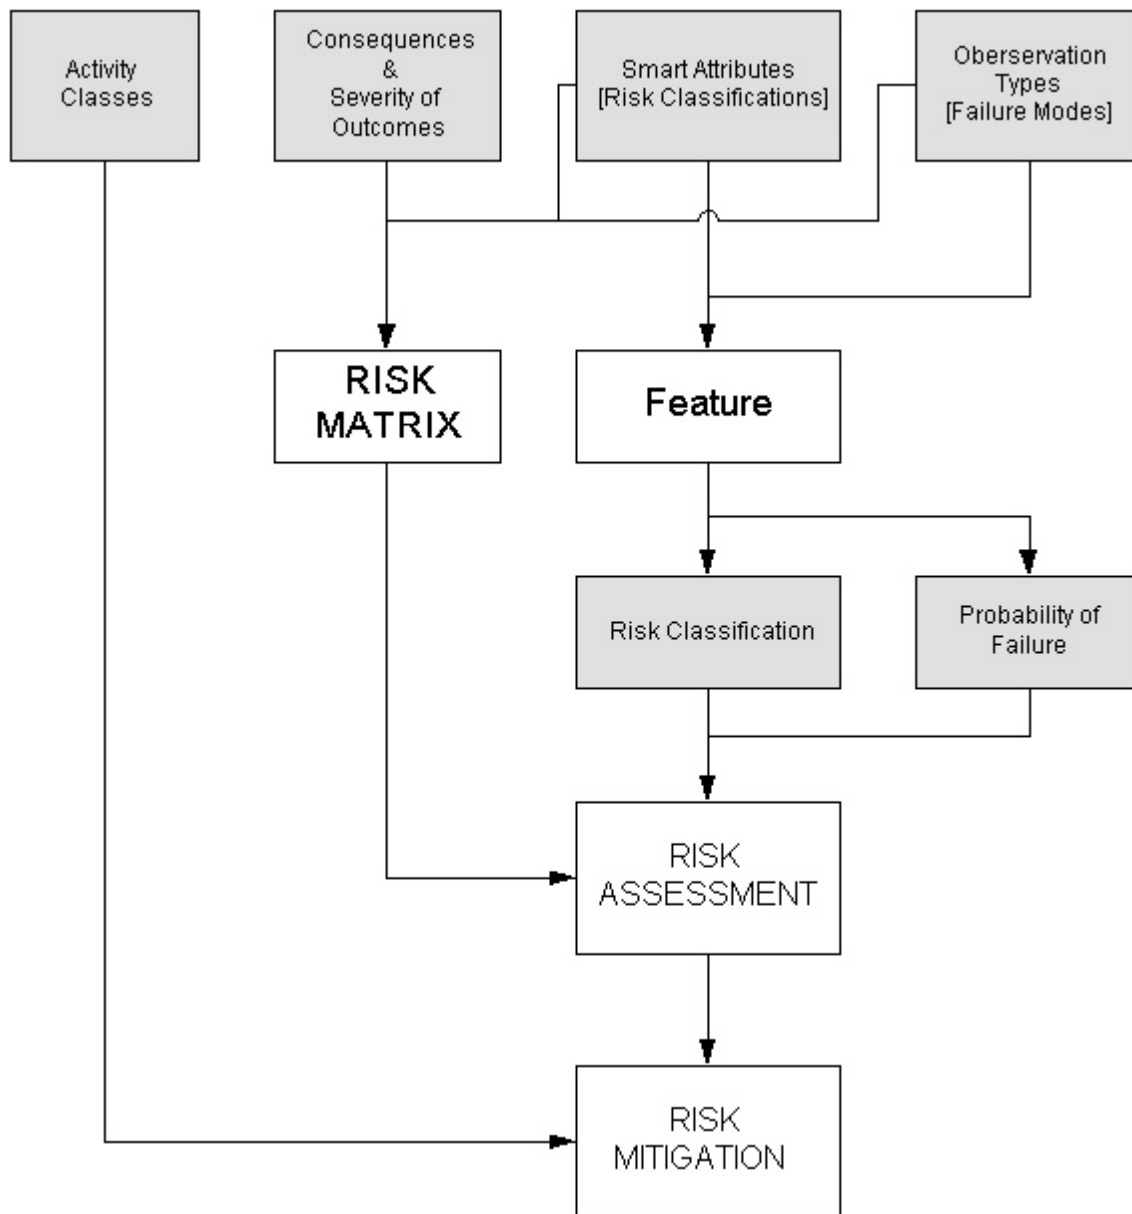 Activity
Classes
Consequences
&
Severity of
Outcomes
Smart Attributes
[Risk Classifications]
Oberservation
Types
[Failure Modes]
RISK
MATRIX
Feature
Risk Classification
Probability of
Failure
RISK
ASSESSMENT
RISK
MITIGATION